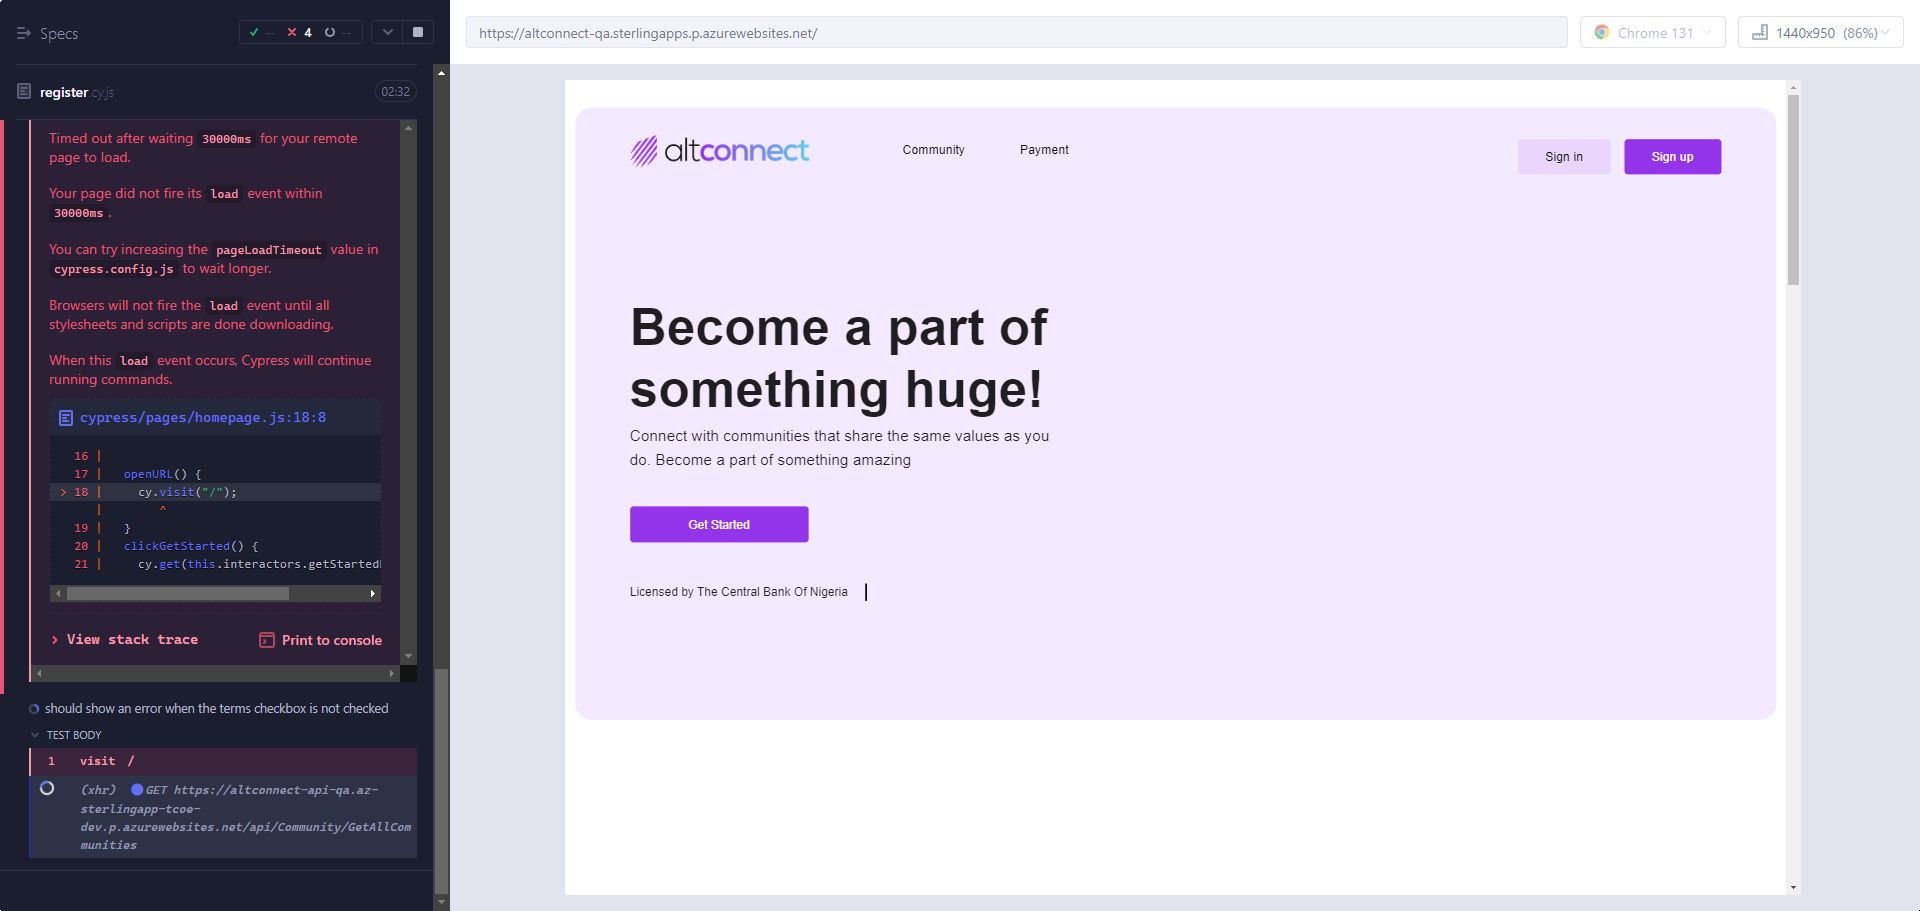 Specs
-- 4 --
register.cy.js
02:32
Timed out after waiting 30000ms for your remote
page to load.
Your page did not fire its load event within
30000ms.
You can try increasing the pageLoadTimeout value in
cypress.config.js to wait longer.
Browsers will not fire the load event until all
stylesheets and scripts are done downloading.
When this load event occurs, Cypress will continue
running commands.
cypress/pages/homepage.js:18:8
16 |
17 | openURL() {
> 18 | cy.visit("/");
| ^
19 | }
20 | clickGetStarted() {
21 | cy.get(this.interactors.getStarted
View stack trace
Print to console
should show an error when the terms checkbox is not checked
TEST BODY
1 visit /
(xhr) GET https://altconnect-api-qa.az-
sterlingapp-tcoe-
dev.p.azurewebsites.net/api/Community/GetAllCom
munities
https://altconnect-qa.sterlingapps.p.azurewebsites.net/
Chrome 131
1440x950 (86%)
altconnect
Community
Payment
Sign in
Sign up
Become a part of
something huge!
Connect with communities that share the same values as you
do. Become a part of something amazing
Get Started
Licensed by The Central Bank Of Nigeria